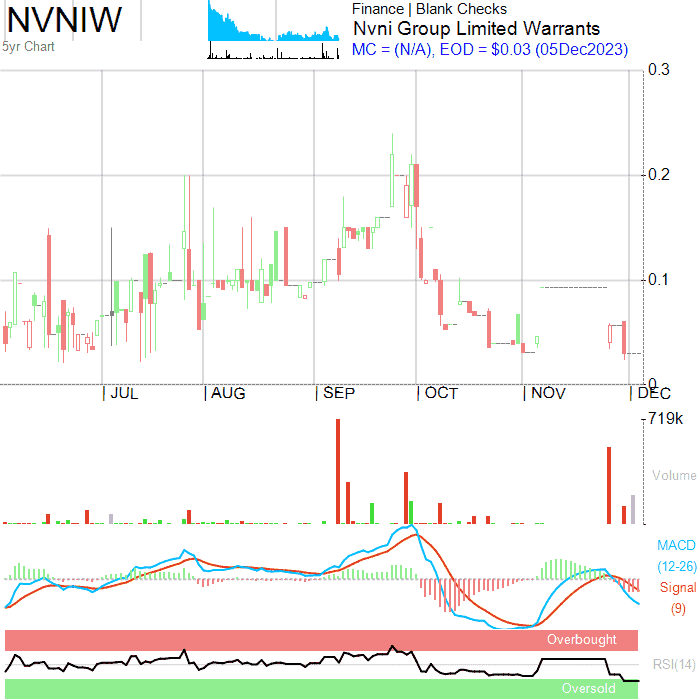 NVNIW
5yr Chart
Finance | Blank Checks
Nvni Group Limited Warrants
MC = (N/A), EOD = $0.03 (05Dec2023)
0.3
0.2
0.1
0
JUL AUG SEP OCT NOV DEC
719k
Volume
MACD
(12-26)
Signal
(9)
Overbought
RSI(14)
Oversold